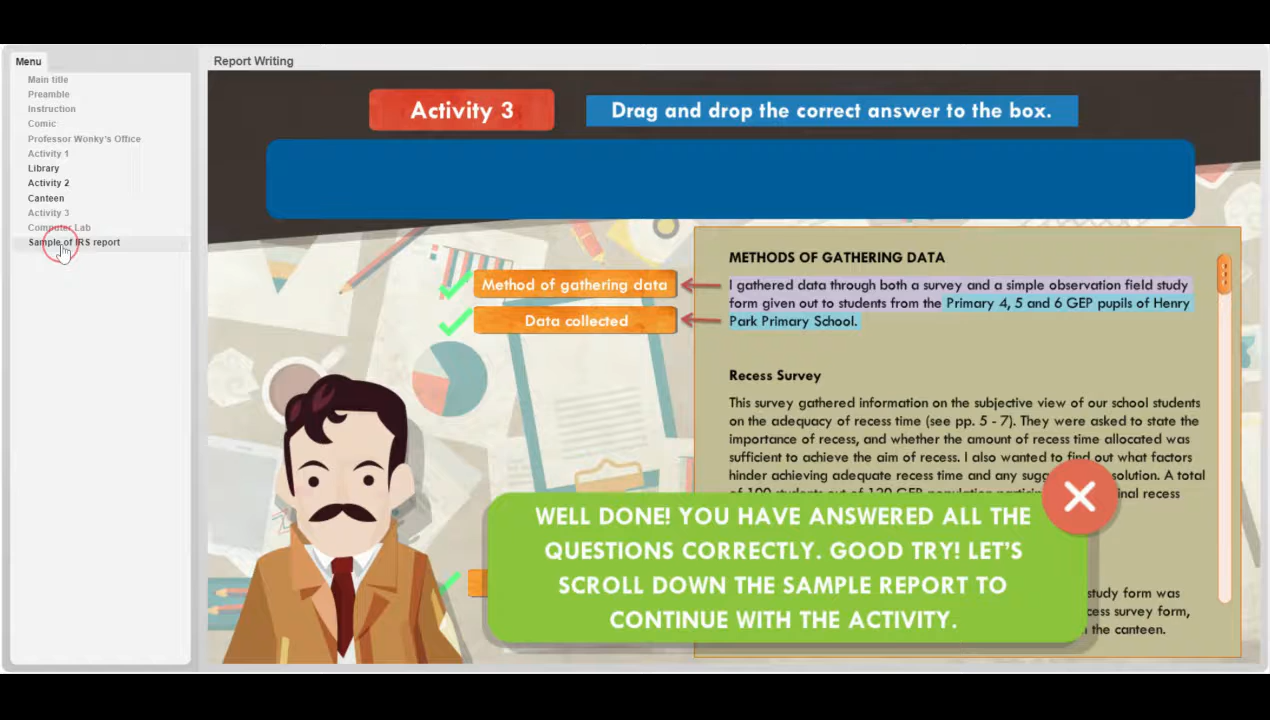 Menu
Report Writing
Main title
Preamble
Instruction
Comic
Professor Wonky's Office
Activity 1
Library
Activity 2
Canteen
Activity 3
Computer Lab
Sample of IRS report
Activity 3
Drag and drop the correct answer to the box.
Method of gathering data
Data collected
METHODS OF GATHERING DATA
I gathered data through both a survey and a simple observation field study
form given out to students from the Primary 4, 5 and 6 GEP pupils of Henry
Park Primary School.
Recess Survey
This survey gathered information on the subjective view of our school students
on the adequacy of recess time (see pp. 5 - 7). They were asked to state the
importance of recess, and whether the amount of recess time allocated was
sufficient to achieve the aim of recess. I also wanted to find out what factors
hinder achieving adequate recess time and any solution. A total
of 100 students out of 120 GEP population recess
study form was
survey form,
the canteen.
WELL DONE! YOU HAVE ANSWERED ALL THE
QUESTIONS CORRECTLY. GOOD TRY! LET'S
SCROLL DOWN THE SAMPLE REPORT TO
CONTINUE WITH THE ACTIVITY.